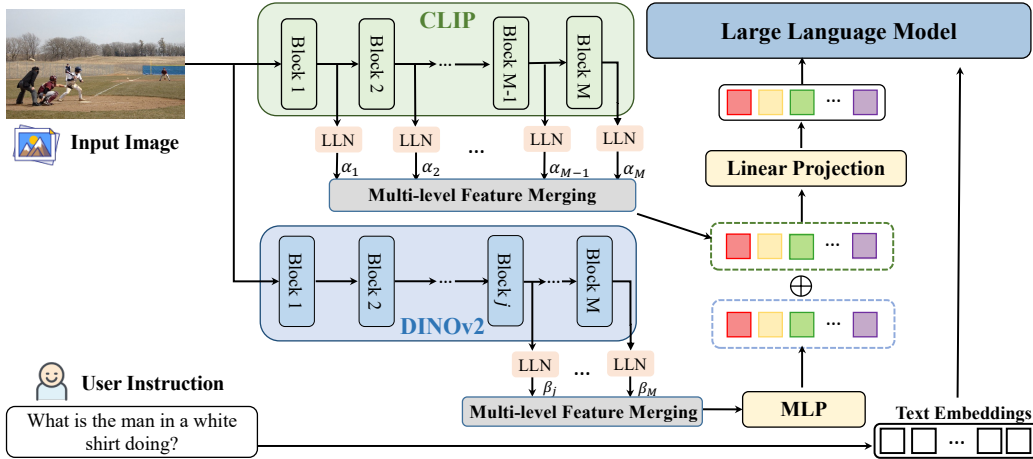 CLIP
Large Language Model
Block 1
Block 2
...
Block M-1
Block M
Input Image
LLN
LLN
...
LLN
LLN
α1
α2
αM−1
αM
Multi-level Feature Merging
...
Linear Projection
...
⊕
...
Block 1
Block 2
...
Block j
...
Block M
DINOv2
LLN
...
LLN
βj
βM
Multi-level Feature Merging
MLP
User Instruction
What is the man in a white
shirt doing?
Text Embeddings
...